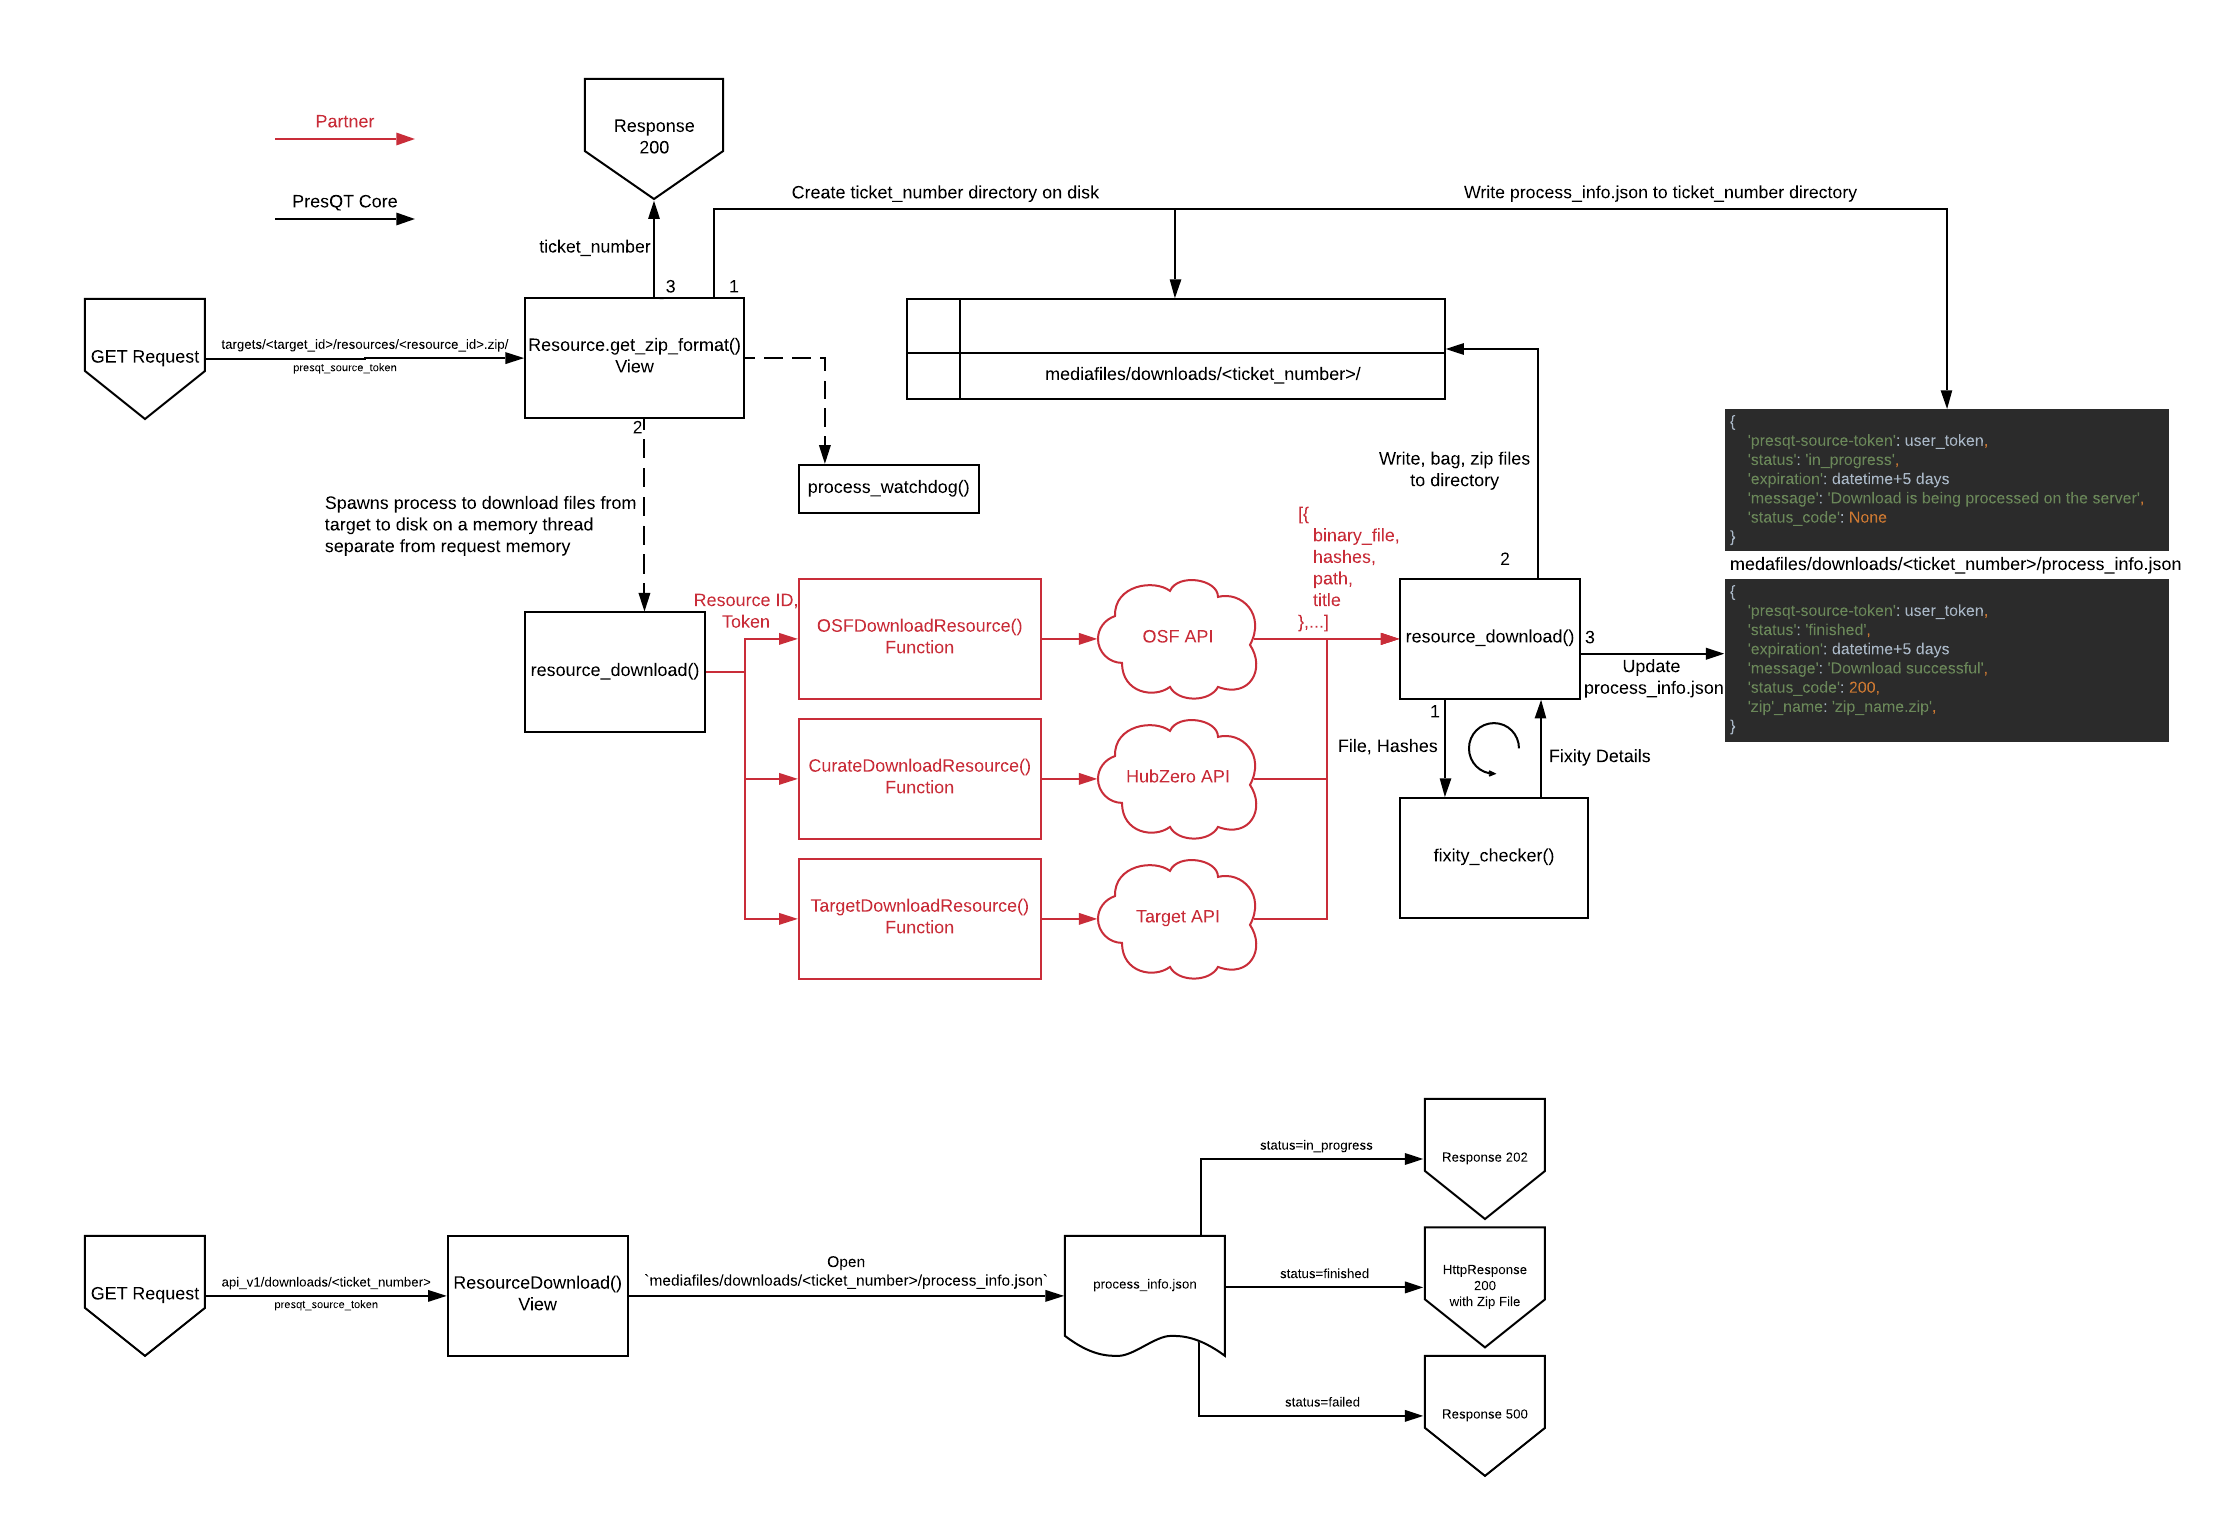 Partner
PresQT Core
Response
200
ticket_number
3
1
Create ticket_number directory on disk
Write process_info.json to ticket_number directory
GET Request
targets/<target_id>/resources/<resource_id>.zip/
presqt_source_token
Resource.get_zip_format()
View
2
mediafiles/downloads/<ticket_number>/
process_watchdog()
Spawns process to download files from
target to disk on a memory thread
separate from request memory
Write, bag, zip files
to directory
{
'presqt-source-token': user_token,
'status': 'in_progress',
'expiration': datetime+5 days
'message': 'Download is being processed on the server',
'status_code': None
}
medafiles/downloads/<ticket_number>/process_info.json
{
'presqt-source-token': user_token,
'status': 'finished',
'expiration': datetime+5 days
'message': 'Download successful',
'status_code': 200,
'zip'_name: 'zip_name.zip',
}
resource_download()
Resource ID,
Token
OSFDownloadResource()
Function
OSF API
CurateDownloadResource()
Function
HubZero API
TargetDownloadResource()
Function
Target API
[{
binary_file,
hashes,
path,
title
},...]
2
resource_download()
3
Update
process_info.json
1
File, Hashes
Fixity Details
fixity_checker()
GET Request
api_v1/downloads/<ticket_number>
presqt_source_token
ResourceDownload()
View
Open
`mediafiles/downloads/<ticket_number>/process_info.json`
process_info.json
status=in_progress
Response 202
status=finished
HttpResponse
200
with Zip File
status=failed
Response 500